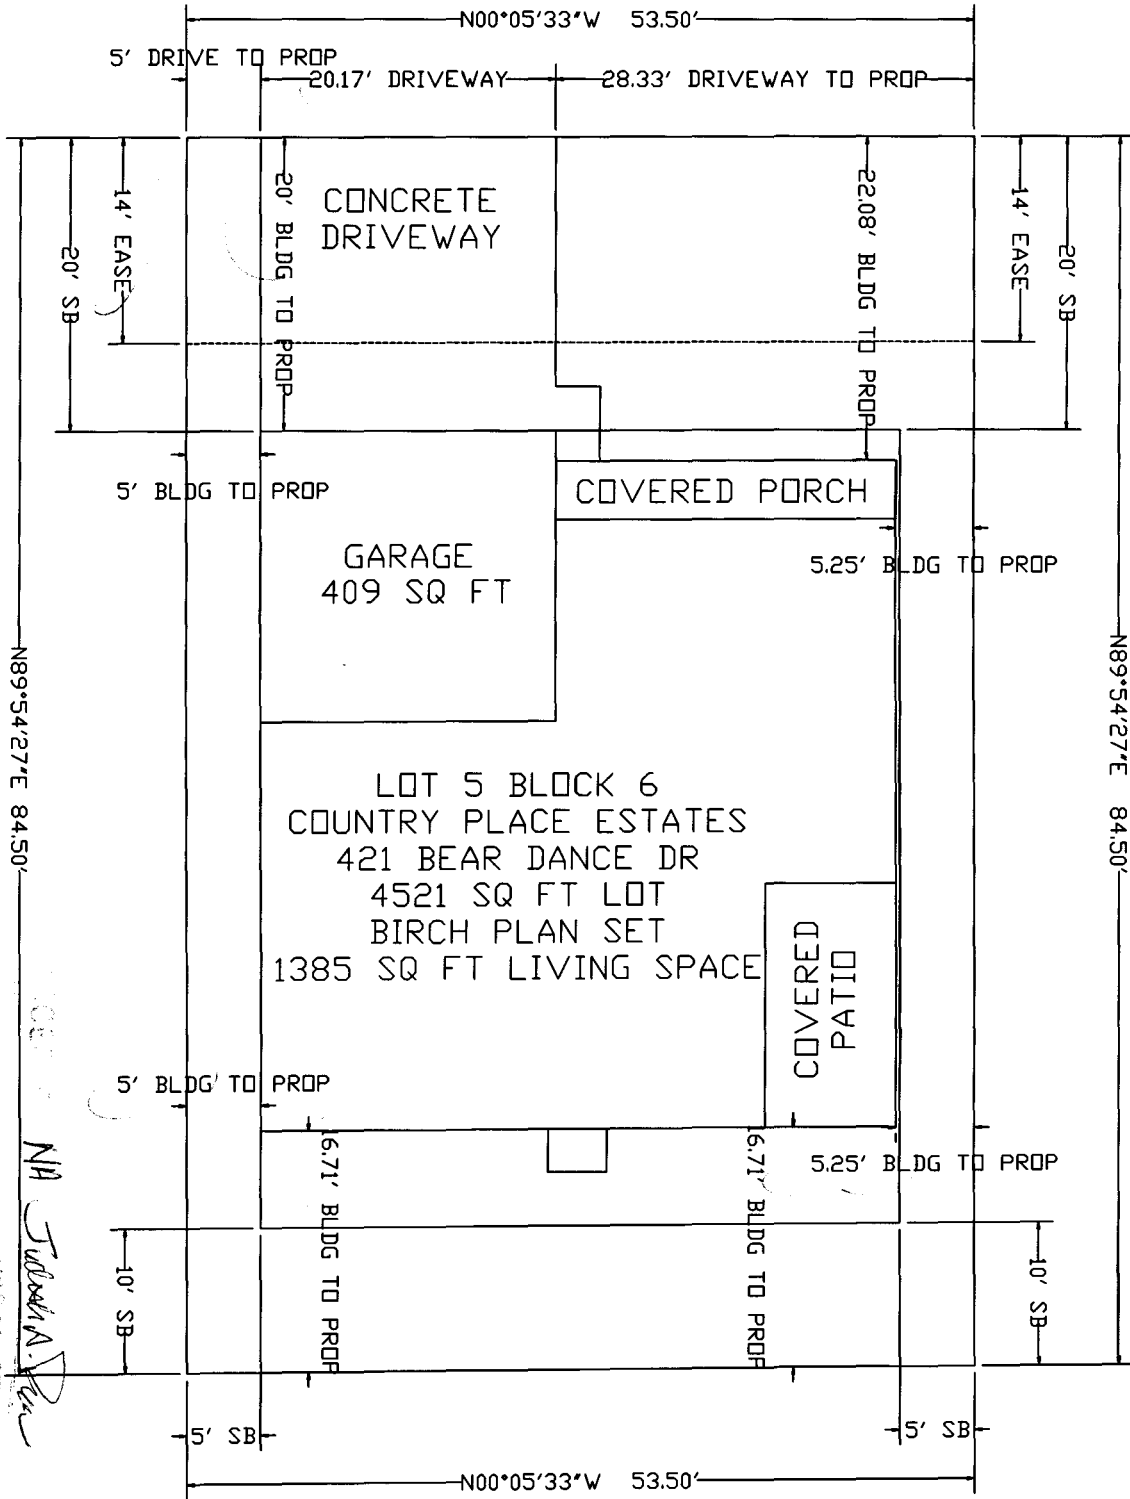 N00°05'33"W 53.50'
5' DRIVE TO PROP
20.17' DRIVEWAY
28.33' DRIVEWAY TO PROP
14' EASE
20' SB
20' BLDG TO PROP
CONCRETE
DRIVEWAY
22.08' BLDG TO PROP
14' EASE
20' SB
5' BLDG TO PROP
COVERED PORCH
GARAGE
409 SQ FT
5.25' BLDG TO PROP
N89°54'27"E 84.50'
N89°54'27"E 84.50'
LOT 5 BLOCK 6
COUNTRY PLACE ESTATES
421 BEAR DANCE DR
4521 SQ FT LOT
BIRCH PLAN SET
1385 SQ FT LIVING SPACE
COVERED
PATIO
5' BLDG TO PROP
16.71' BLDG TO PROP
16.71' BLDG TO PROP
5.25' BLDG TO PROP
10' SB
10' SB
5' SB
5' SB
N00°05'33"W 53.50'